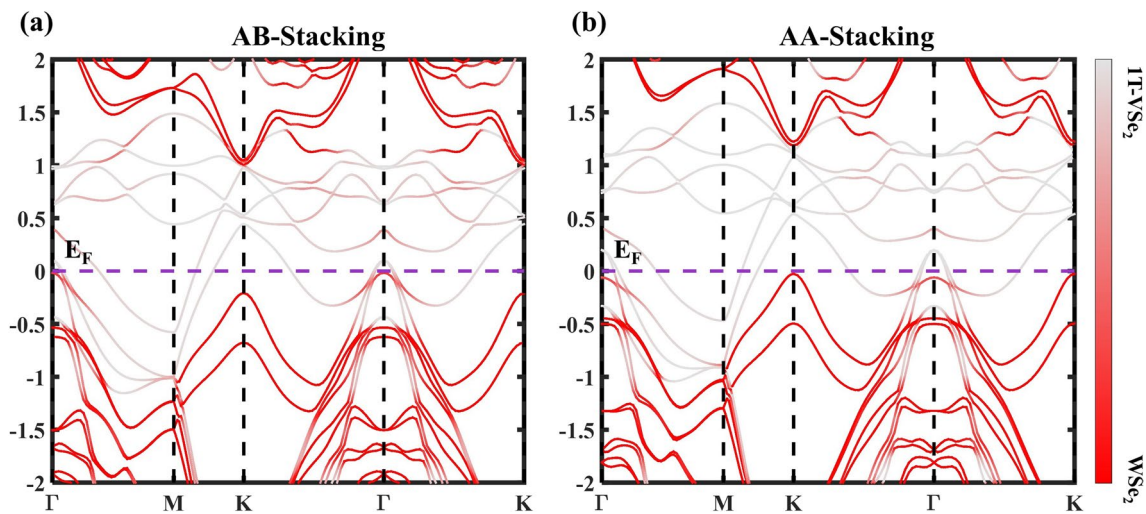 (a)
AB-Stacking
2
1.5
1
0.5
0
-0.5
-1
-1.5
-2
E_F
Γ M K Γ K
(b)
AA-Stacking
2
1.5
1
0.5
0
-0.5
-1
-1.5
-2
E_F
Γ M K Γ K
1T-VSe₂
WSe₂